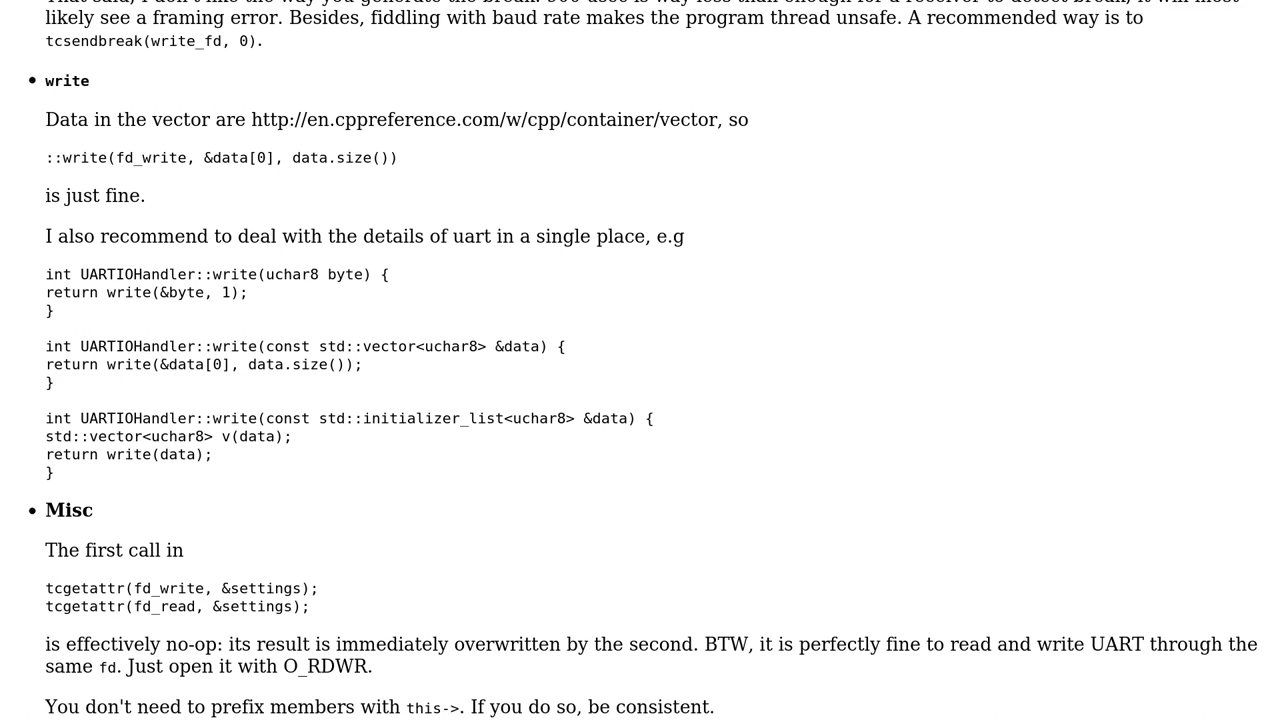 likely see a framing error. Besides, fiddling with baud rate makes the program thread unsafe. A recommended way is to
tcsendbreak(write_fd, 0).
• write
Data in the vector are http://en.cppreference.com/w/cpp/container/vector, so
::write(fd_write, &data[0], data.size())
is just fine.
I also recommend to deal with the details of uart in a single place, e.g
int UARTIOHandler::write(uchar8 byte) {
return write(&byte, 1);
}
int UARTIOHandler::write(const std::vector<uchar8> &data) {
return write(&data[0], data.size());
}
int UARTIOHandler::write(const std::initializer_list<uchar8> &data) {
std::vector<uchar8> v(data);
return write(data);
}
• Misc
The first call in
tcgetattr(fd_write, &settings);
tcgetattr(fd_read, &settings);
is effectively no-op: its result is immediately overwritten by the second. BTW, it is perfectly fine to read and write UART through the
same fd. Just open it with O_RDWR.
You don't need to prefix members with this->. If you do so, be consistent.